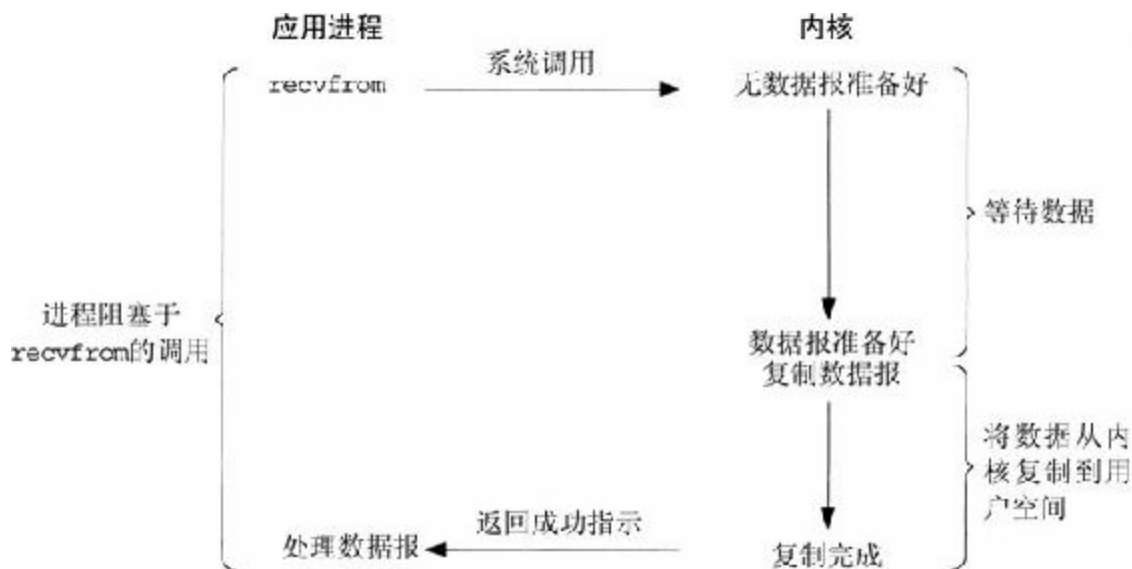 应用进程
内核
系统调用
recvfrom
无数据报准备好
等待数据
进程阻塞于
recvfrom的调用
数据报准备好
复制数据报
将数据从内
核复制到用
户空间
返回成功指示
处理数据报
复制完成